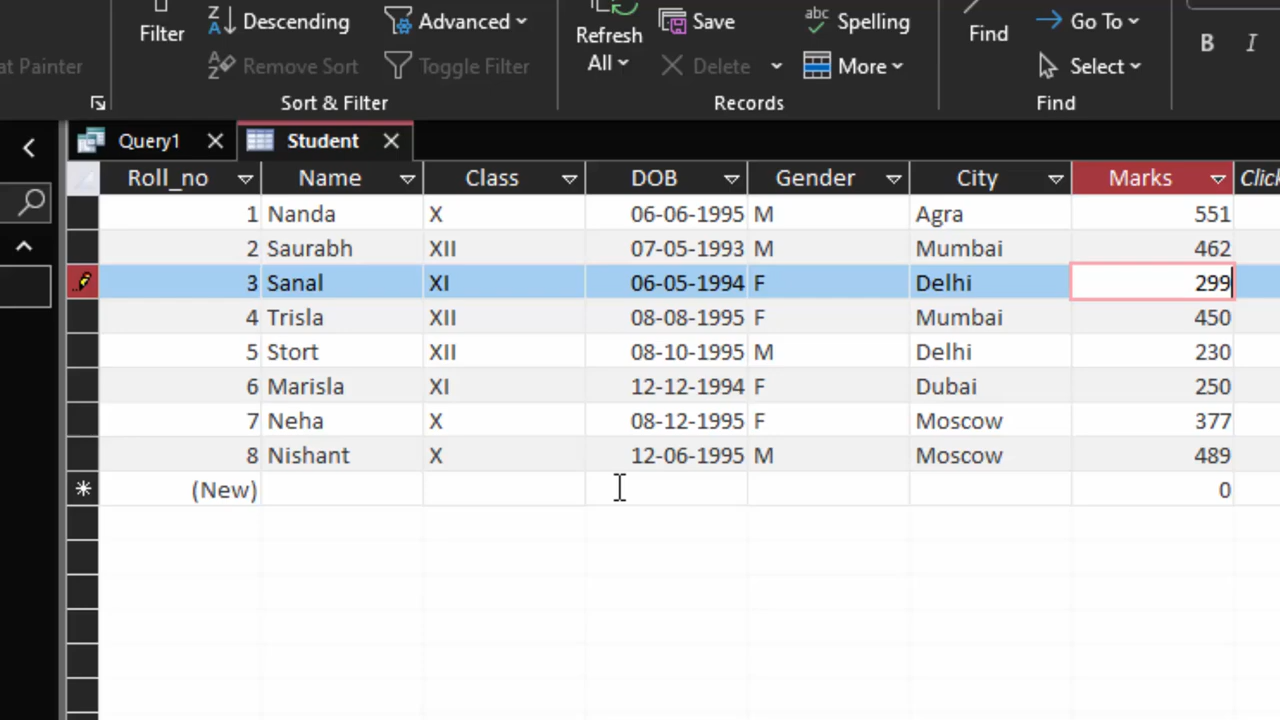 Filter
Descending
Advanced
Save
abc
Spelling
Go To
B I
Refresh
All
Find
at Painter
Remove Sort
Toggle Filter
Delete
More
Select
Sort & Filter
Records
Find
Query1
Student
Roll_no Name Class DOB Gender City Marks Click
1 Nanda X 06-06-1995 M Agra 551
2 Saurabh XII 07-05-1993 M Mumbai 462
3 Sanal XI 06-05-1994 F Delhi 299
4 Trisla XII 08-08-1995 F Mumbai 450
5 Stort XII 08-10-1995 M Delhi 230
6 Marisla XI 12-12-1994 F Dubai 250
7 Neha X 08-12-1995 F Moscow 377
8 Nishant X 12-06-1995 M Moscow 489
(New) 0